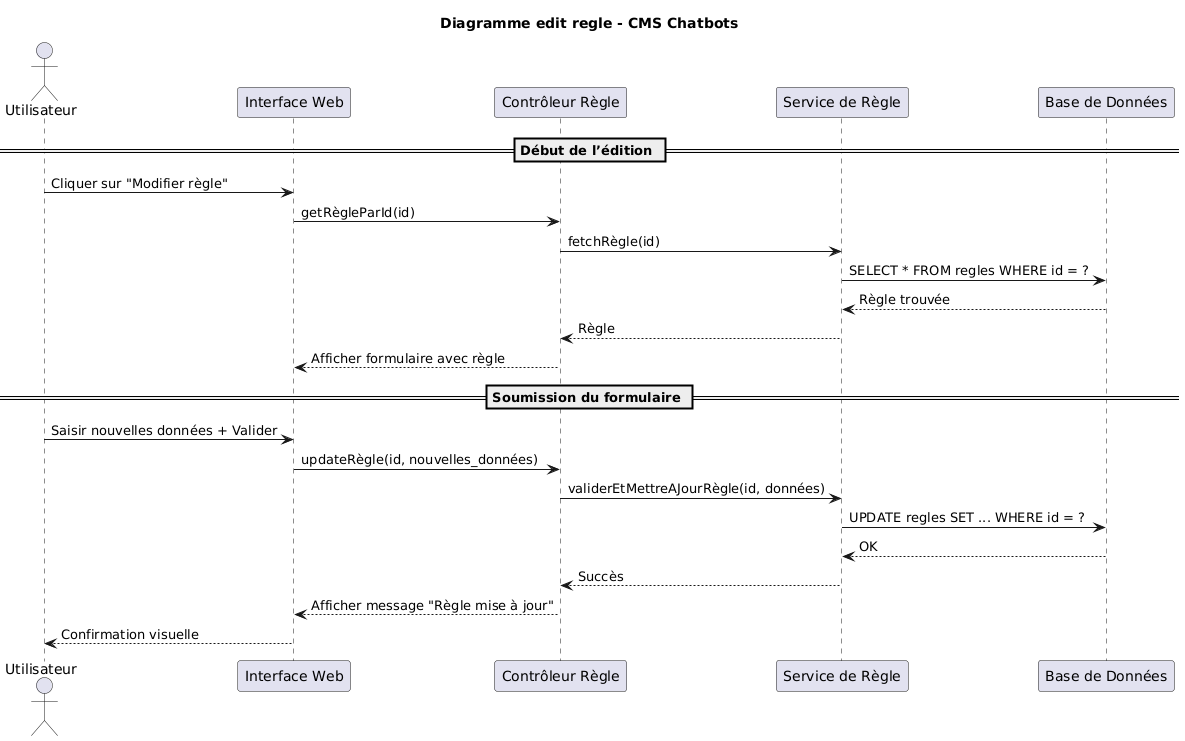 Diagramme edit regle - CMS Chatbots
Utilisateur
Interface Web
Contrôleur Règle
Service de Règle
Base de Données
Début de l’édition
Cliquer sur "Modifier règle"
getRègleParId(id)
fetchRègle(id)
SELECT * FROM regles WHERE id = ?
Règle trouvée
Règle
Afficher formulaire avec règle
Soumission du formulaire
Saisir nouvelles données + Valider
updateRègle(id, nouvelles_données)
validerEtMettreAJourRègle(id, données)
UPDATE regles SET ... WHERE id = ?
OK
Succès
Afficher message "Règle mise à jour"
Confirmation visuelle
Utilisateur
Interface Web
Contrôleur Règle
Service de Règle
Base de Données